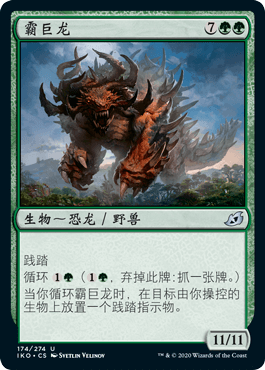 霸巨龙 7
生物～恐龙／野兽
践踏
循环 1 （ 1 ，弃掉此牌：抓一张牌。）
当你循环霸巨龙时，在目标由你操控的
生物上放置一个践踏指示物。
11/11
174/274 U
IKO • CS SVETLIN VELINOV
™ & © 2020 Wizards of the Coast